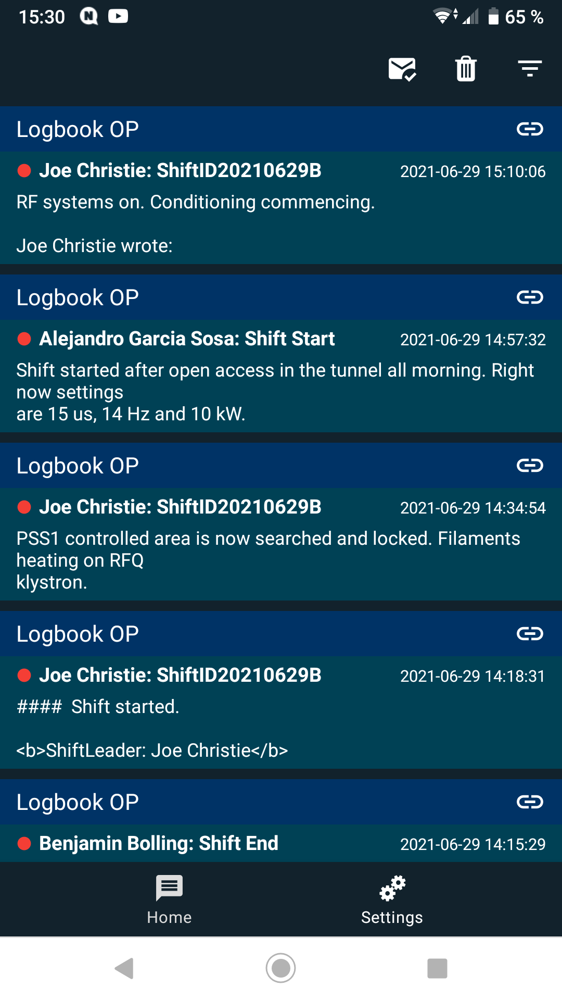 15:30
65 %
Logbook OP
Joe Christie: ShiftID20210629B 2021-06-29 15:10:06
RF systems on. Conditioning commencing.
Joe Christie wrote:
Logbook OP
Alejandro Garcia Sosa: Shift Start 2021-06-29 14:57:32
Shift started after open access in the tunnel all morning. Right
now settings
are 15 us, 14 Hz and 10 kW.
Logbook OP
Joe Christie: ShiftID20210629B 2021-06-29 14:34:54
PSS1 controlled area is now searched and locked. Filaments
heating on RFQ
klystron.
Logbook OP
Joe Christie: ShiftID20210629B 2021-06-29 14:18:31
####  Shift started.
<b>ShiftLeader: Joe Christie</b>
Logbook OP
Benjamin Bolling: Shift End 2021-06-29 14:15:29
Home
Settings